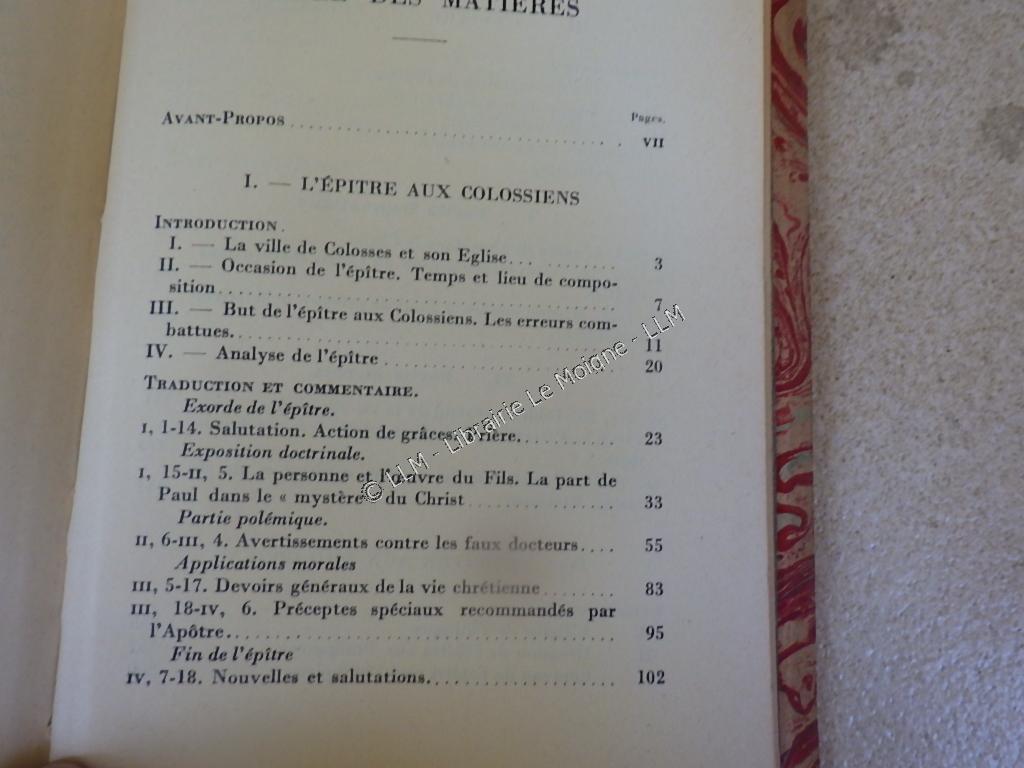 DES MATIÈRES
Pages.
AVANT-PROPOS ........ VII
I. — L'ÉPITRE AUX COLOSSIENS
INTRODUCTION.
I. — La ville de Colosses et son Eglise... ........ 3
II. — Occasion de l'épître. Temps et lieu de compo-
sition ........ 7
III. — But de l'épître aux Colossiens. Les erreurs com-
battues. ........ 11
IV. — Analyse de l'épître ........ 20
TRADUCTION ET COMMENTAIRE.
Exorde de l'épître.
I, 1-14. Salutation. Action de grâces. Prière. ........ 23
Exposition doctrinale.
I, 15-II, 5. La personne et l'œuvre du Fils. La part de
Paul dans le « mystère » du Christ ........ 33
Partie polémique.
II, 6-III, 4. Avertissements contre les faux docteurs.... 55
Applications morales
III, 5-17. Devoirs généraux de la vie chrétienne ........ 83
III, 18-IV, 6. Préceptes spéciaux recommandés par
l'Apôtre. ........ 95
Fin de l'épître
IV, 7-18. Nouvelles et salutations. ........ 102
© LLM - Librairie Le Moigne - LLM